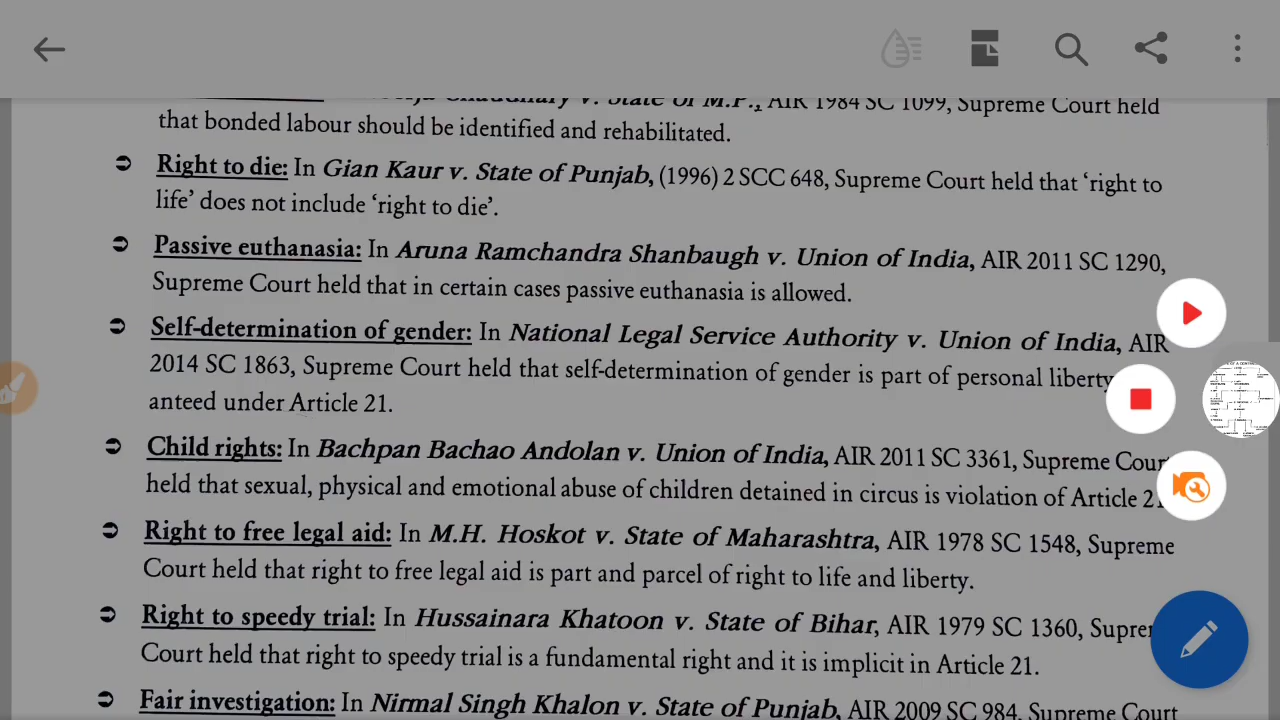 v. State of M.P., AIR 1984 SC 1099, Supreme Court held
that bonded labour should be identified and rehabilitated.
➲ Right to die: In Gian Kaur v. State of Punjab, (1996) 2 SCC 648, Supreme Court held that ‘right to
life’ does not include ‘right to die’.
➲ Passive euthanasia: In Aruna Ramchandra Shanbaugh v. Union of India, AIR 2011 SC 1290,
Supreme Court held that in certain cases passive euthanasia is allowed.
➲ Self-determination of gender: In National Legal Service Authority v. Union of India, AIR
2014 SC 1863, Supreme Court held that self-determination of gender is part of personal liberty
anteed under Article 21.
➲ Child rights: In Bachpan Bachao Andolan v. Union of India, AIR 2011 SC 3361, Supreme Cour
held that sexual, physical and emotional abuse of children detained in circus is violation of Article 2
➲ Right to free legal aid: In M.H. Hoskot v. State of Maharashtra, AIR 1978 SC 1548, Supreme
Court held that right to free legal aid is part and parcel of right to life and liberty.
➲ Right to speedy trial: In Hussainara Khatoon v. State of Bihar, AIR 1979 SC 1360, Supre
Court held that right to speedy trial is a fundamental right and it is implicit in Article 21.
➲ Fair investigation: In Nirmal Singh Khalon v. State of Punjab, AIR 2009 SC 984, Supreme Court